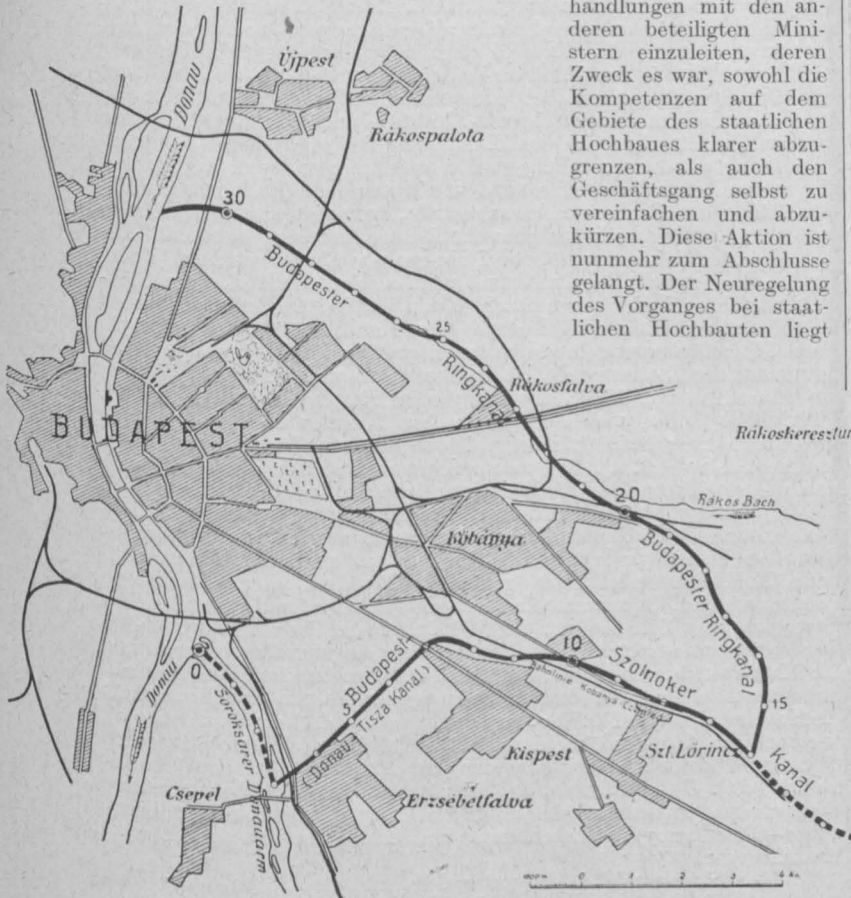 handlungen mit den an-
deren beteiligten Mini-
stern einzuleiten, deren
Zweck es war, sowohl die
Kompetenzen auf dem
Gebiete des staatlichen
Hochbaues klarer abzu-
grenzen, als auch den
Geschäftsgang selbst zu
vereinfachen und abzu-
kürzen. Diese Aktion ist
nunmehr zum Abschlusse
gelangt. Der Neuregelung
des Vorganges bei staat-
lichen Hochbauten liegt
Donau
Újpest
Rákospalota
30
Budapester
25
Ringkanal
Rákosfalva
BUDAPEST
Rákoskeresztur
20
Rákos Bach
Köbánya
Budapester Ringkanal
10
Szolnoker
15
0
Donau
Soroksárer Donauarm
5
Budapest
(Donau-Tisza Kanal)
Kispest
Szt. Lörincz
Kanal
Csepel
Erzsébetfalva
0 1 2 3 4 Km.